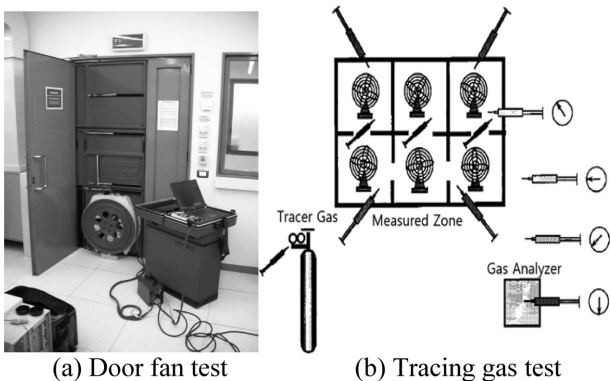 Tracer Gas
Measured Zone
Gas Analyzer
(a) Door fan test
(b) Tracing gas test